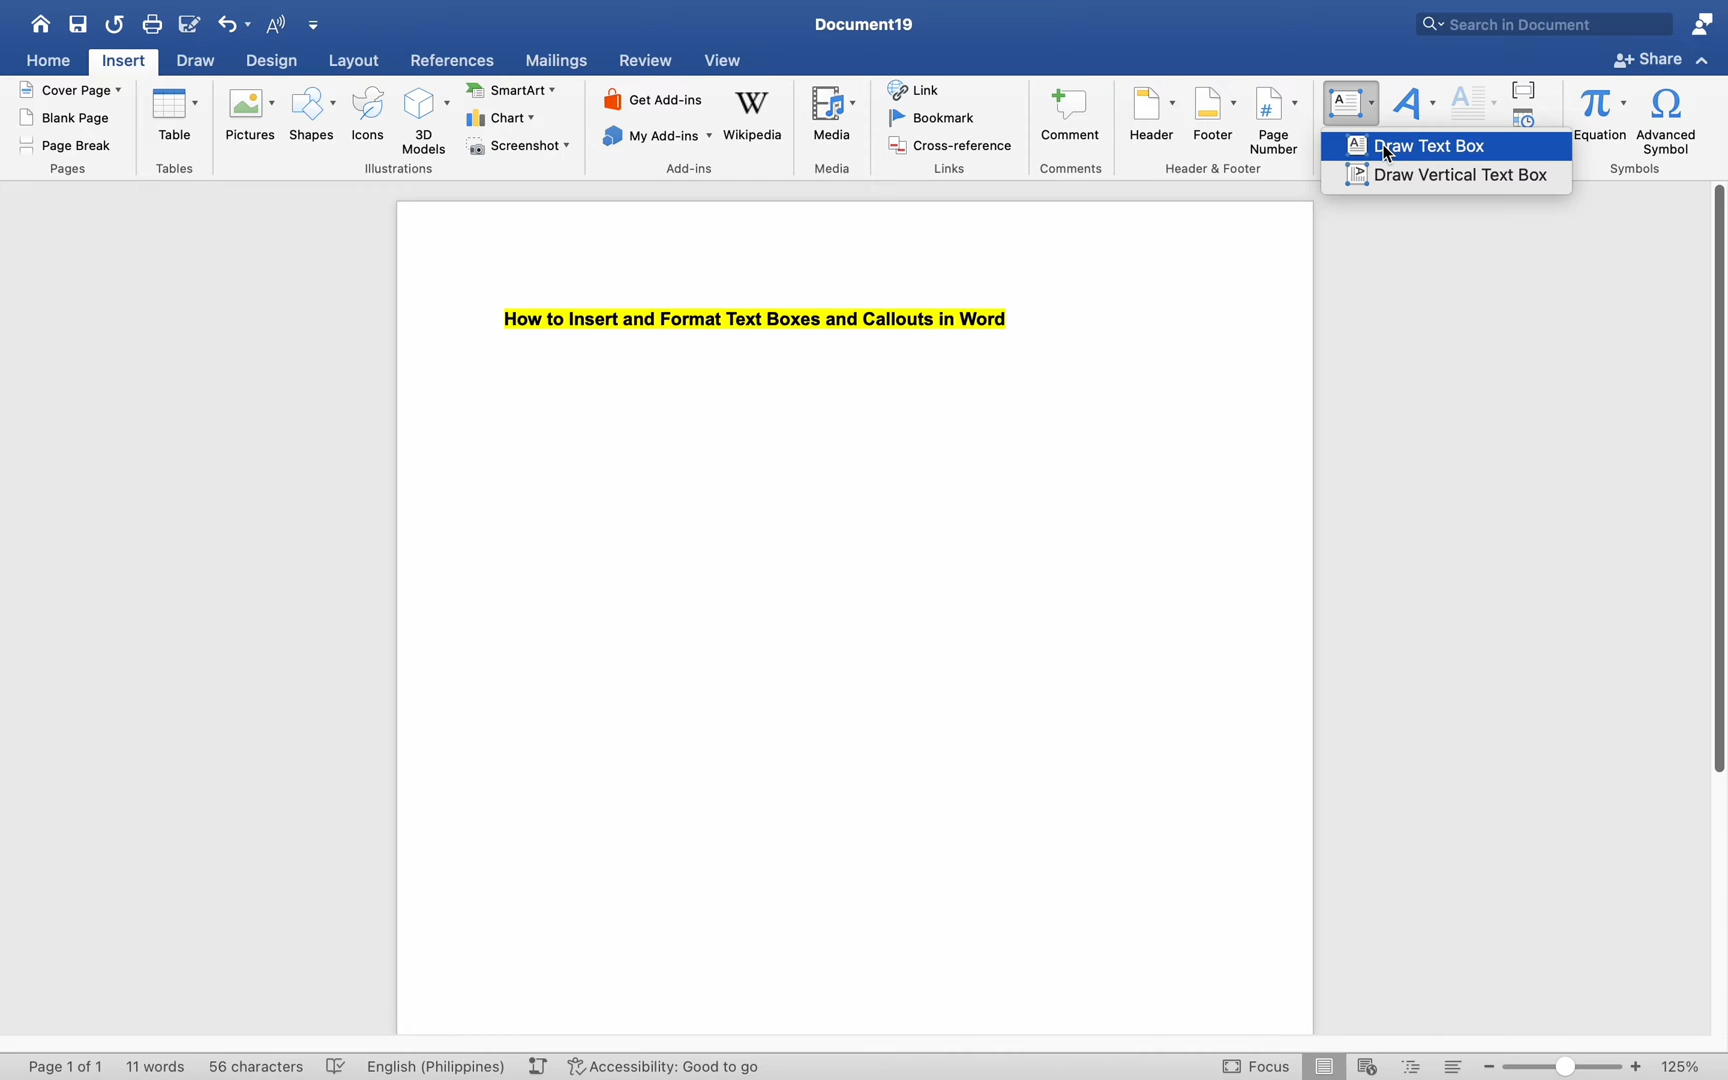 Document19
Search in Document
Home Insert Draw Design Layout References Mailings Review View
Share
Cover Page
Blank Page
Page Break
Pages
Table
Tables
Pictures
Shapes
Icons
3D
Models
SmartArt
Chart
Screenshot
Illustrations
Get Add-ins
My Add-ins
Wikipedia
Add-ins
Media
Media
Link
Bookmark
Cross-reference
Links
Comment
Comments
Header
Footer
Page
Number
Header & Footer
Equation
Advanced
Symbol
Symbols
Draw Text Box
Draw Vertical Text Box
How to Insert and Format Text Boxes and Callouts in Word
Page 1 of 1 11 words 56 characters English (Philippines) Accessibility: Good to go Focus 125%